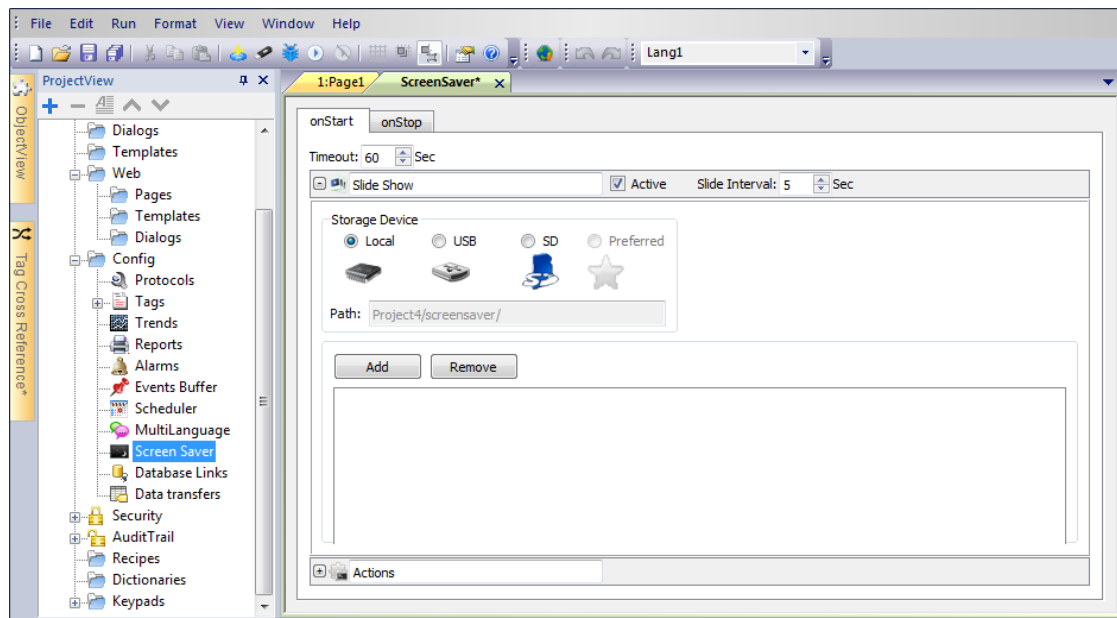 File Edit Run Format View Window Help
Lang1
ProjectView
1:Page1 ScreenSaver*
ObjectView
Tag Cross Reference*
Dialogs
Templates
Web
Pages
Templates
Dialogs
Config
Protocols
Tags
Trends
Reports
Alarms
Events Buffer
Scheduler
MultiLanguage
Screen Saver
Database Links
Data transfers
Security
AuditTrail
Recipes
Dictionaries
Keypads
onStart onStop
Timeout: 60 Sec
Slide Show Active Slide Interval: 5 Sec
Storage Device
Local USB SD Preferred
Path: Project4/screensaver/
Add Remove
Actions